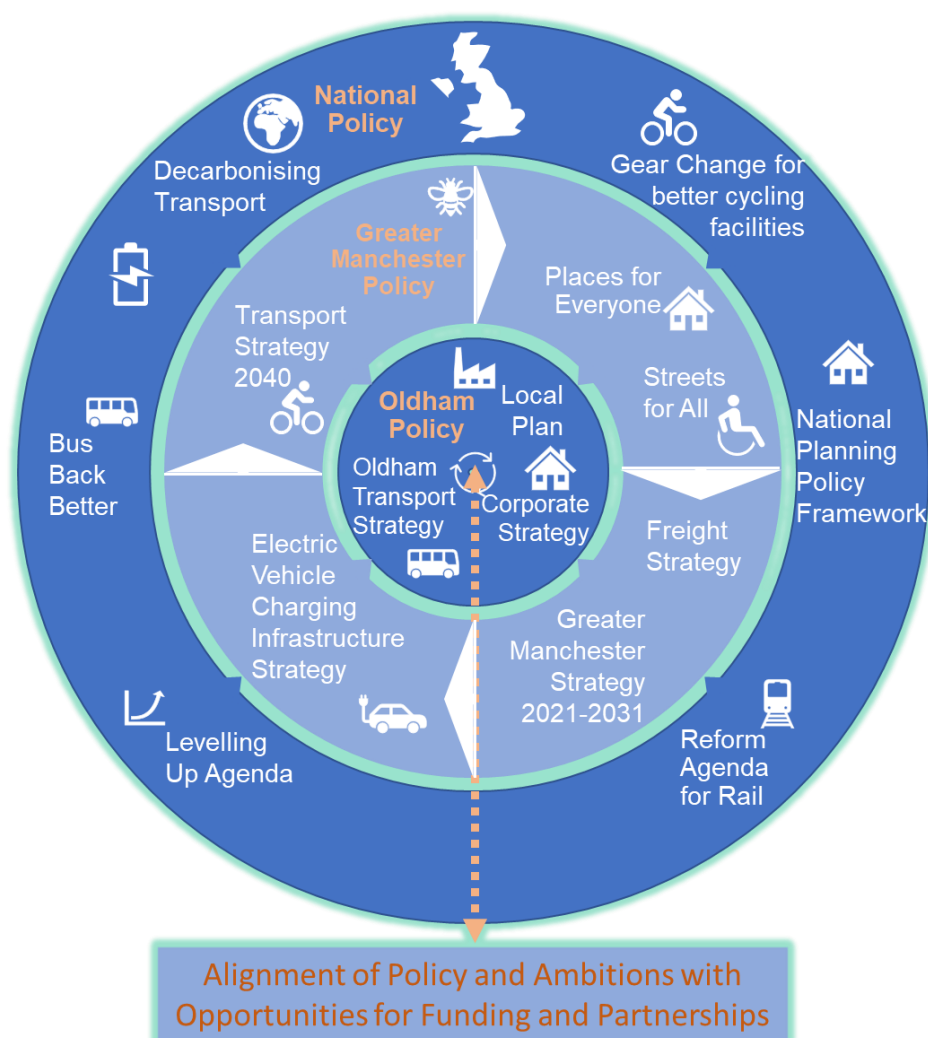 National
Policy
Decarbonising
Transport
Gear Change for
better cycling
facilities
Bus
Back
Better
National
Planning
Policy
Framework
Levelling
Up Agenda
Reform
Agenda
for Rail
Greater
Manchester
Policy
Transport
Strategy
2040
Places for
Everyone
Streets
for All
Freight
Strategy
Electric
Vehicle
Charging
Infrastructure
Strategy
Greater
Manchester
Strategy
2021-2031
Oldham
Policy
Local
Plan
Oldham
Transport
Strategy
Corporate
Strategy
Alignment of Policy and Ambitions with
Opportunities for Funding and Partnerships